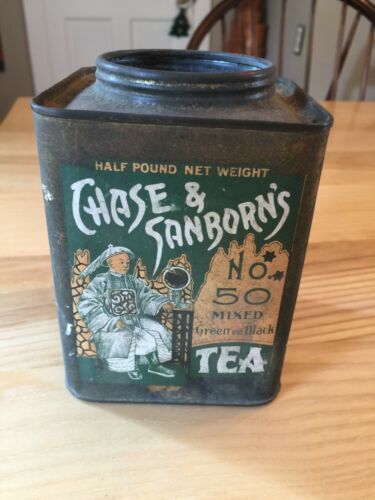 HALF POUND NET WEIGHT
CHASE &
SANBORN'S
No.
50
MIXED
Green and Black
TEA